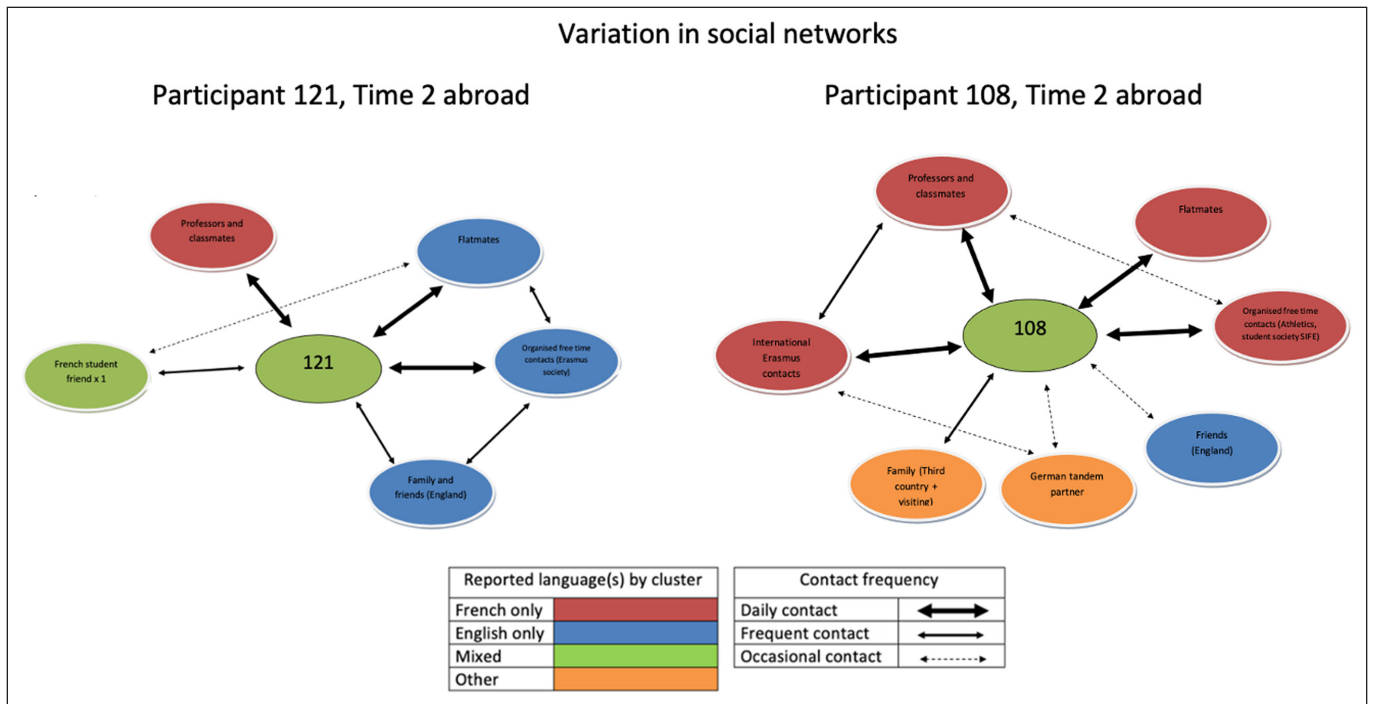 Variation in social networks
Participant 121, Time 2 abroad
Professors and
classmates
Flatmates
French student
friend x 1
121
Organised free time
contacts (Erasmus
society)
Family and
friends (England)
Participant 108, Time 2 abroad
Professors and
classmates
Flatmates
108
Organised free time
contacts (Athletics,
student society SIFE)
International
Erasmus
contacts
Friends
(England)
Family (Third
country +
visiting)
German tandem
partner
Reported language(s) by cluster
French only
English only
Mixed
Other
Contact frequency
Daily contact
Frequent contact
Occasional contact